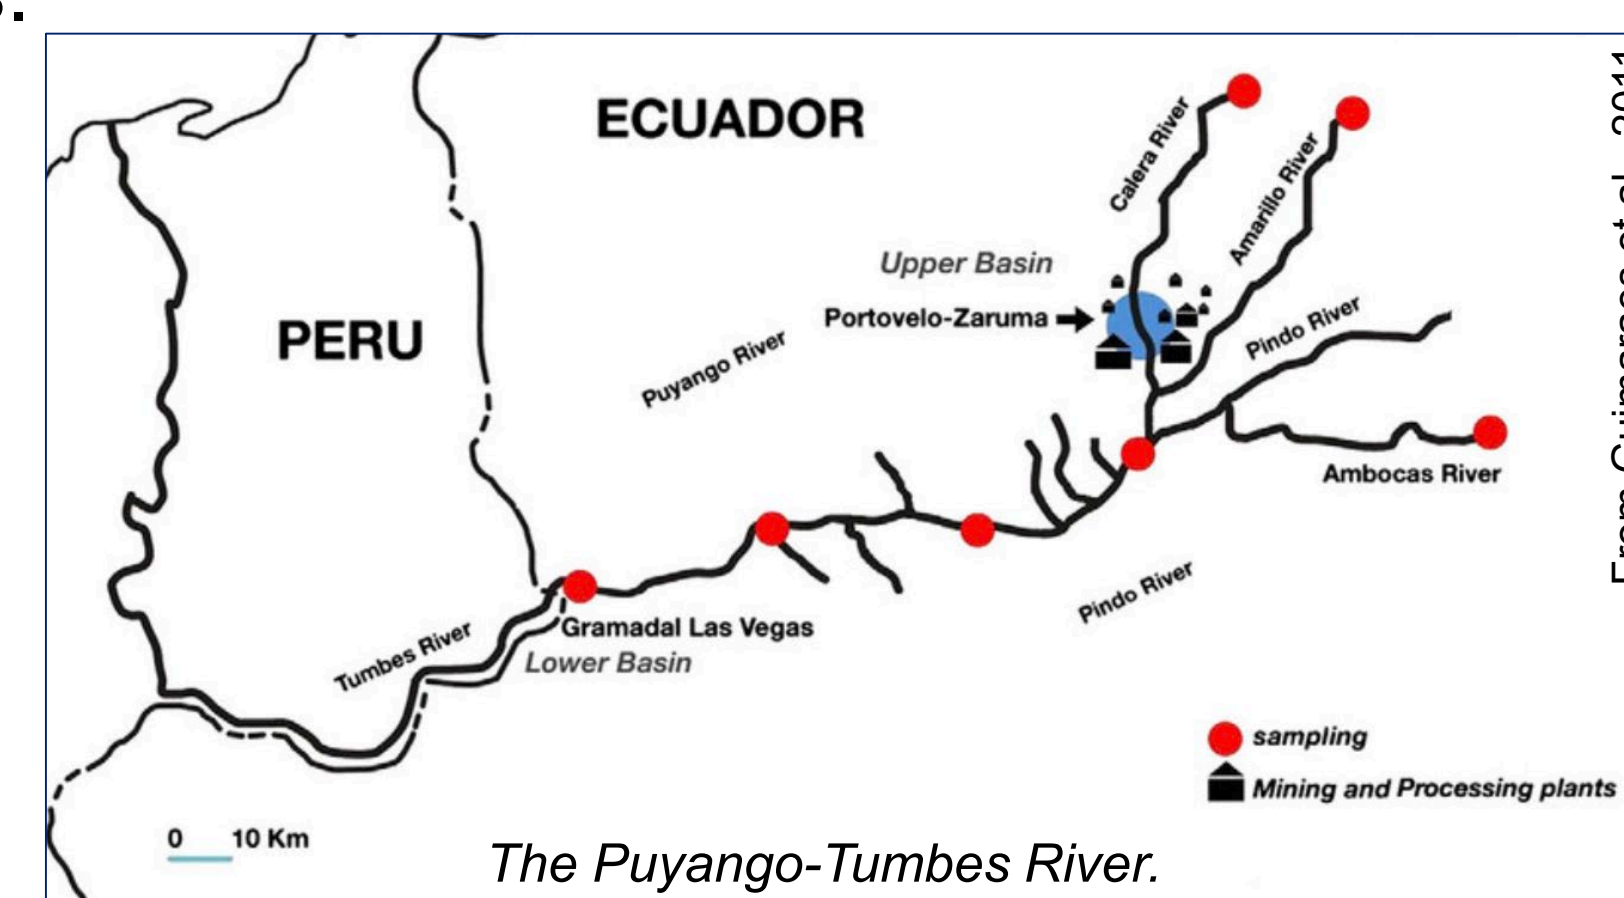 ECUADOR
Calera River
Amarillo River
Upper Basin
Portovelo-Zaruma
PERU
Puyango River
Pindo River
Ambocas River
Pindo River
Gramadal Las Vegas
Tumbes River
Lower Basin
sampling
Mining and Processing plants
0 10 Km
The Puyango-Tumbes River.